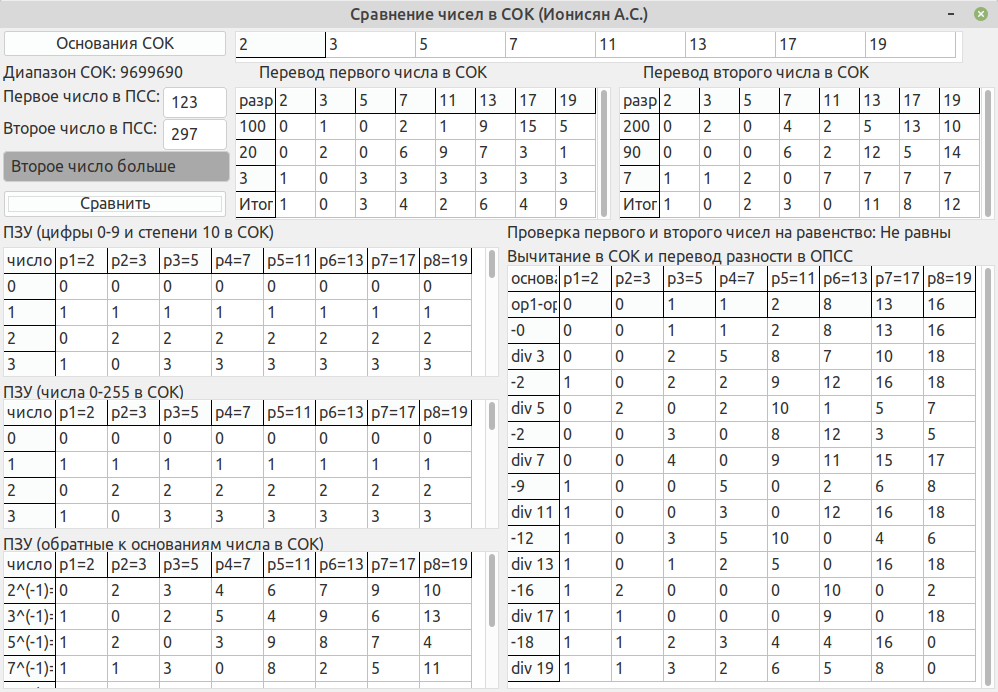 Сравнение чисел в СОК (Ионисян А.С.)
Основания СОК
2 3 5 7 11 13 17 19
Диапазон СОК: 9699690
Первое число в ПСС: 123
Второе число в ПСС: 297
Второе число больше
Сравнить
Перевод первого числа в СОК
разр 2 3 5 7 11 13 17 19
100 0 1 0 2 1 9 15 5
20 0 2 0 6 9 7 3 1
3 1 0 3 3 3 3 3 3
Итог 1 0 3 4 2 6 4 9
Перевод второго числа в СОК
разр 2 3 5 7 11 13 17 19
200 0 2 0 4 2 5 13 10
90 0 0 0 6 2 12 5 14
7 1 1 2 0 7 7 7 7
Итог 1 0 2 3 0 11 8 12
ПЗУ (цифры 0-9 и степени 10 в СОК)
число p1=2 p2=3 p3=5 p4=7 p5=11 p6=13 p7=17 p8=19
0 0 0 0 0 0 0 0 0
1 1 1 1 1 1 1 1 1
2 0 2 2 2 2 2 2 2
3 1 0 3 3 3 3 3 3
ПЗУ (числа 0-255 в СОК)
число p1=2 p2=3 p3=5 p4=7 p5=11 p6=13 p7=17 p8=19
0 0 0 0 0 0 0 0 0
1 1 1 1 1 1 1 1 1
2 0 2 2 2 2 2 2 2
3 1 0 3 3 3 3 3 3
ПЗУ (обратные к основаниям числа в СОК)
число p1=2 p2=3 p3=5 p4=7 p5=11 p6=13 p7=17 p8=19
2^(-1)= 0 2 3 4 6 7 9 10
3^(-1)= 1 0 2 5 4 9 6 13
5^(-1)= 1 2 0 3 9 8 7 4
7^(-1)= 1 1 3 0 8 2 5 11
Проверка первого и второго чисел на равенство: Не равны
Вычитание в СОК и перевод разности в ОПСС
основа p1=2 p2=3 p3=5 p4=7 p5=11 p6=13 p7=17 p8=19
op1-op 0 0 1 1 2 8 13 16
-0 0 0 1 1 2 8 13 16
div 3 0 0 2 5 8 7 10 18
-2 1 0 2 2 9 12 16 18
div 5 0 2 0 2 10 1 5 7
-2 0 0 3 0 8 12 3 5
div 7 0 0 4 0 9 11 15 17
-9 1 0 0 5 0 2 6 8
div 11 1 0 0 3 0 12 16 18
-12 1 0 3 5 10 0 4 6
div 13 1 0 1 2 5 0 16 18
-16 1 2 0 0 0 10 0 2
div 17 1 1 0 0 0 9 0 18
-18 1 1 2 3 4 4 16 0
div 19 1 1 3 2 6 5 8 0